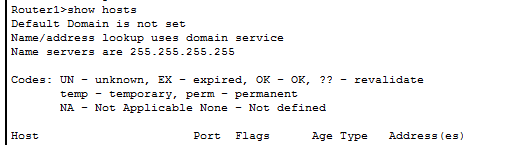 Router1>show hosts
Default Domain is not set
Name/address lookup uses domain service
Name servers are 255.255.255.255
Codes: UN - unknown, EX - expired, OK - OK, ?? - revalidate
temp - temporary, perm - permanent
NA - Not Applicable None - Not defined
Host Port Flags Age Type Address(es)